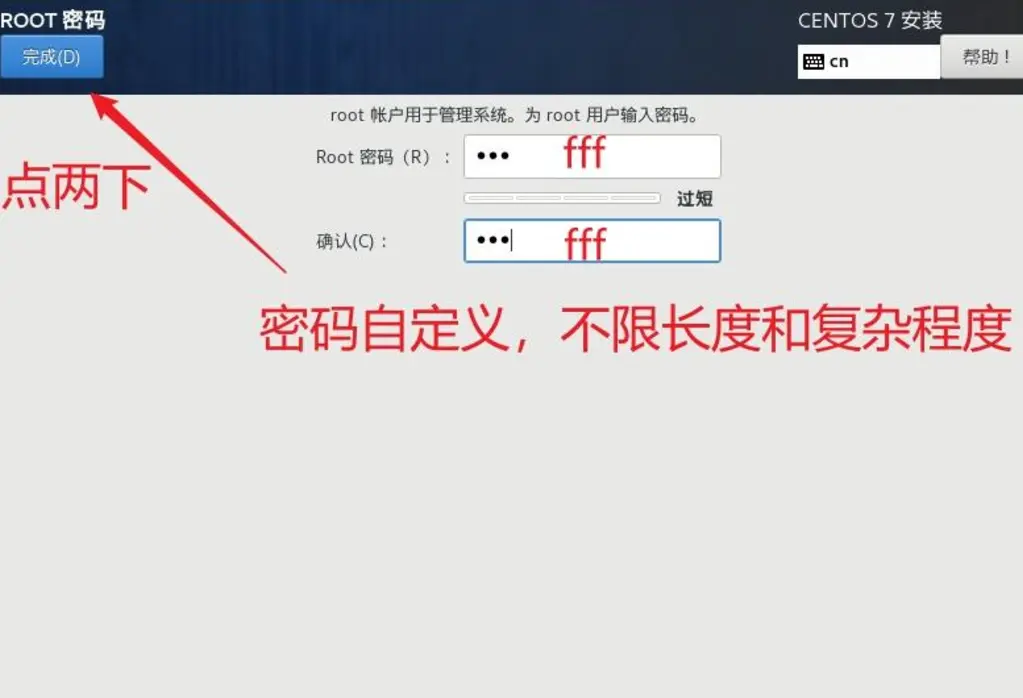 ROOT 密码
CENTOS 7 安装
完成(D)
cn
帮助！
root 帐户用于管理系统。为 root 用户输入密码。
Root 密码（R）：
•••
fff
过短
点两下
确认(C)：
•••
fff
密码自定义，不限长度和复杂程度